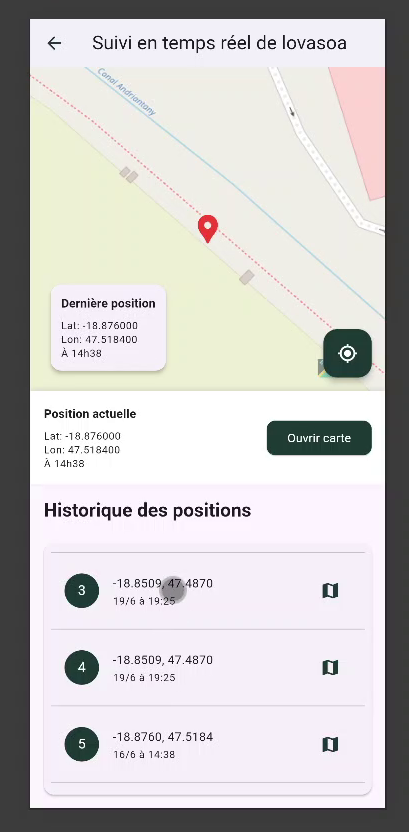 Suivi en temps réel de lovasoa
Canal Andriantany
Dernière position
Lat: -18.876000
Lon: 47.518400
À 14h38
Position actuelle
Lat: -18.876000
Lon: 47.518400
À 14h38
Ouvrir carte
Historique des positions
3
-18.8509, 47.4870
19/6 à 19:25
4
-18.8509, 47.4870
19/6 à 19:25
5
-18.8760, 47.5184
16/6 à 14:38